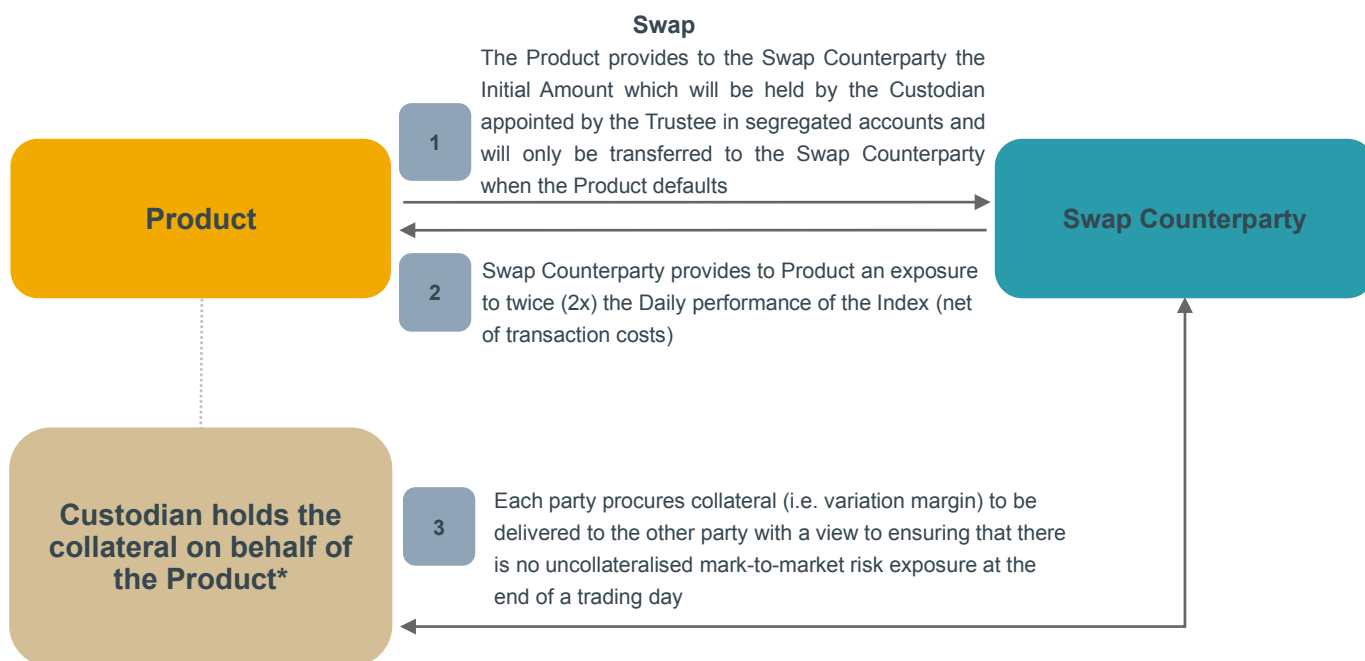 Swap
The Product provides to the Swap Counterparty the
Initial Amount which will be held by the Custodian
appointed by the Trustee in segregated accounts and
will only be transferred to the Swap Counterparty
when the Product defaults
1
Product
Swap Counterparty
2
Swap Counterparty provides to Product an exposure
to twice (2x) the Daily performance of the Index (net
of transaction costs)
Custodian holds the
collateral on behalf of
the Product*
3
Each party procures collateral (i.e. variation margin) to be
delivered to the other party with a view to ensuring that there
is no uncollateralised mark-to-market risk exposure at the
end of a trading day